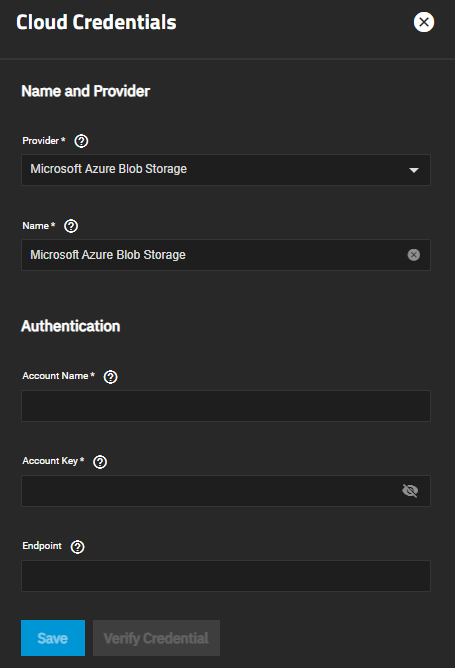 Cloud Credentials
Name and Provider
Provider *
Microsoft Azure Blob Storage
Name *
Microsoft Azure Blob Storage
Authentication
Account Name *
Account Key *
Endpoint
Save Verify Credential